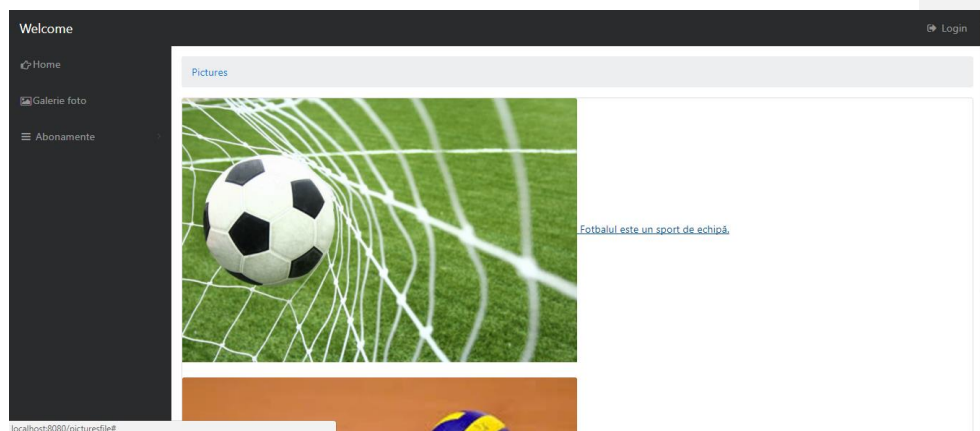 Welcome
Login
Home
Galerie foto
Abonamente
Pictures
Fotbalul este un sport de echipă.
localhost:8080/picturesfile#